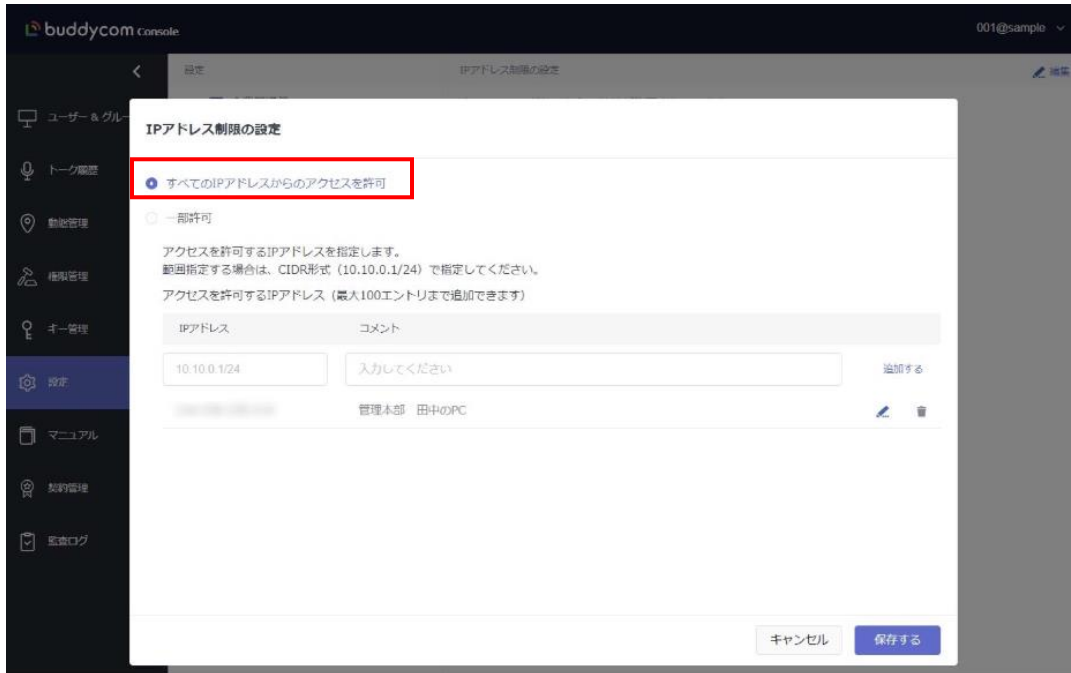 buddycom Console
001@sample
設定
IPアドレス制限の設定
編集
ユーザー & グルー
トーク履歴
動態管理
権限管理
キー管理
設定
マニュアル
契約管理
監査ログ
IPアドレス制限の設定
すべてのIPアドレスからのアクセスを許可
一部許可
アクセスを許可するIPアドレスを指定します。
範囲指定する場合は、CIDR形式（10.10.0.1/24）で指定してください。
アクセスを許可するIPアドレス（最大100エントリまで追加できます）
IPアドレス
コメント
10.10.0.1/24
入力してください
追加する
管理本部 田中のPC
キャンセル
保存する